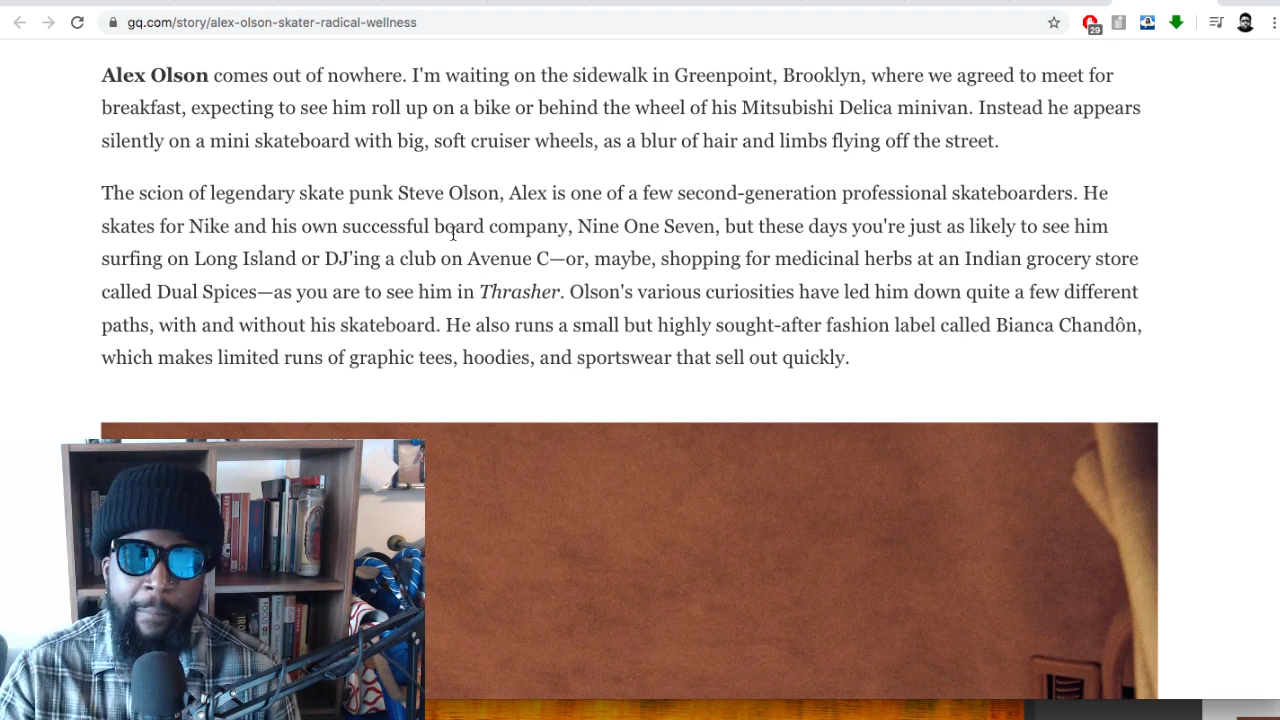 gq.com/story/alex-olson-skater-radical-wellness
29
Alex Olson comes out of nowhere. I'm waiting on the sidewalk in Greenpoint, Brooklyn, where we agreed to meet for
breakfast, expecting to see him roll up on a bike or behind the wheel of his Mitsubishi Delica minivan. Instead he appears
silently on a mini skateboard with big, soft cruiser wheels, as a blur of hair and limbs flying off the street.
The scion of legendary skate punk Steve Olson, Alex is one of a few second-generation professional skateboarders. He
skates for Nike and his own successful board company, Nine One Seven, but these days you're just as likely to see him
surfing on Long Island or DJ'ing a club on Avenue C—or, maybe, shopping for medicinal herbs at an Indian grocery store
called Dual Spices—as you are to see him in Thrasher. Olson's various curiosities have led him down quite a few different
paths, with and without his skateboard. He also runs a small but highly sought-after fashion label called Bianca Chandôn,
which makes limited runs of graphic tees, hoodies, and sportswear that sell out quickly.